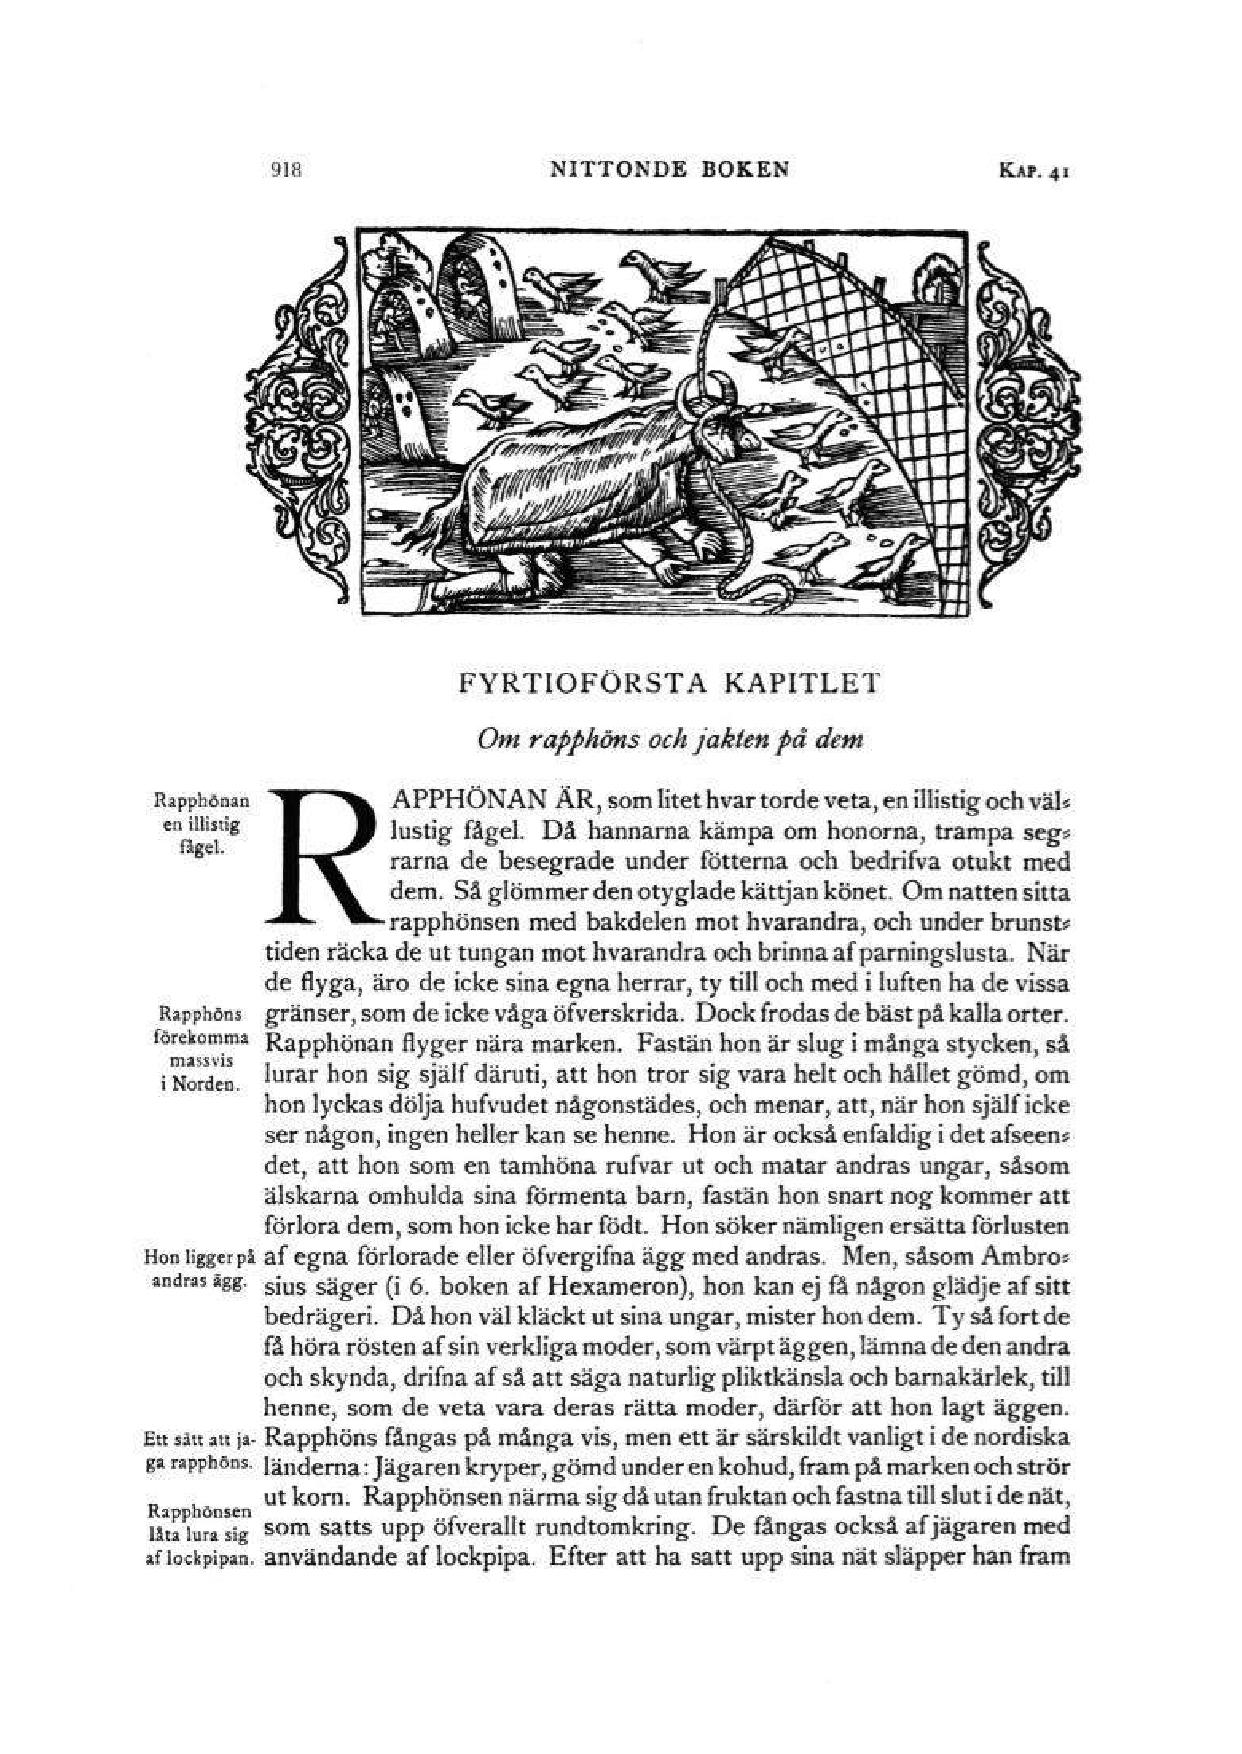 918 NITTONDE BOKEN KAP. 41
FYRTIOFÖRSTA KAPITLET
Om rapphöns och jakten på dem
Rapphönan
en illistig
fågel.
RAPPHÖNAN ÄR, som litet hvar torde veta, en illistig och väl-
lustig fågel. Då hannarna kämpa om honorna, trampa seg-
rarna de besegrade under fötterna och bedrifva otukt med
dem. Så glömmer den otyglade kättjan könet. Om natten sitta
rapphönsen med bakdelen mot hvarandra, och under brunst-
tiden räcka de ut tungan mot hvarandra och brinna af parningslusta. När
de flyga, äro de icke sina egna herrar, ty till och med i luften ha de vissa
Rapphöns
förekomma
massvis
i Norden.
gränser, som de icke våga öfverskrida. Dock frodas de bäst på kalla orter.
Rapphönan flyger nära marken. Fastän hon är slug i många stycken, så
lurar hon sig själf däruti, att hon tror sig vara helt och hållet gömd, om
hon lyckas dölja hufvudet någonstädes, och menar, att, när hon själf icke
ser någon, ingen heller kan se henne. Hon är också enfaldig i det afseen-
det, att hon som en tamhöna rufvar ut och matar andras ungar, såsom
älskarna omhulda sina förmenta barn, fastän hon snart nog kommer att
förlora dem, som hon icke har födt. Hon söker nämligen ersätta förlusten
Hon ligger på
andras ägg.
af egna förlorade eller öfvergifna ägg med andras. Men, såsom Ambro-
sius säger (i 6. boken af Hexameron), hon kan ej få någon glädje af sitt
bedrägeri. Då hon väl kläckt ut sina ungar, mister hon dem. Ty så fort de
få höra rösten af sin verkliga moder, som värpt äggen, lämna de den andra
och skynda, drifna af så att säga naturlig pliktkänsla och barnakärlek, till
henne, som de veta vara deras rätta moder, därför att hon lagt äggen.
Ett sätt att ja-
ga rapphöns.
Rapphöns fångas på många vis, men ett är särskildt vanligt i de nordiska
länderna: Jägaren kryper, gömd under en kohud, fram på marken och strör
ut korn. Rapphönsen närma sig då utan fruktan och fastna till slut i de nät,
Rapphönsen
låta lura sig
af lockpipan.
som satts upp öfverallt rundtomkring. De fångas också af jägaren med
användande af lockpipa. Efter att ha satt upp sina nät släpper han fram